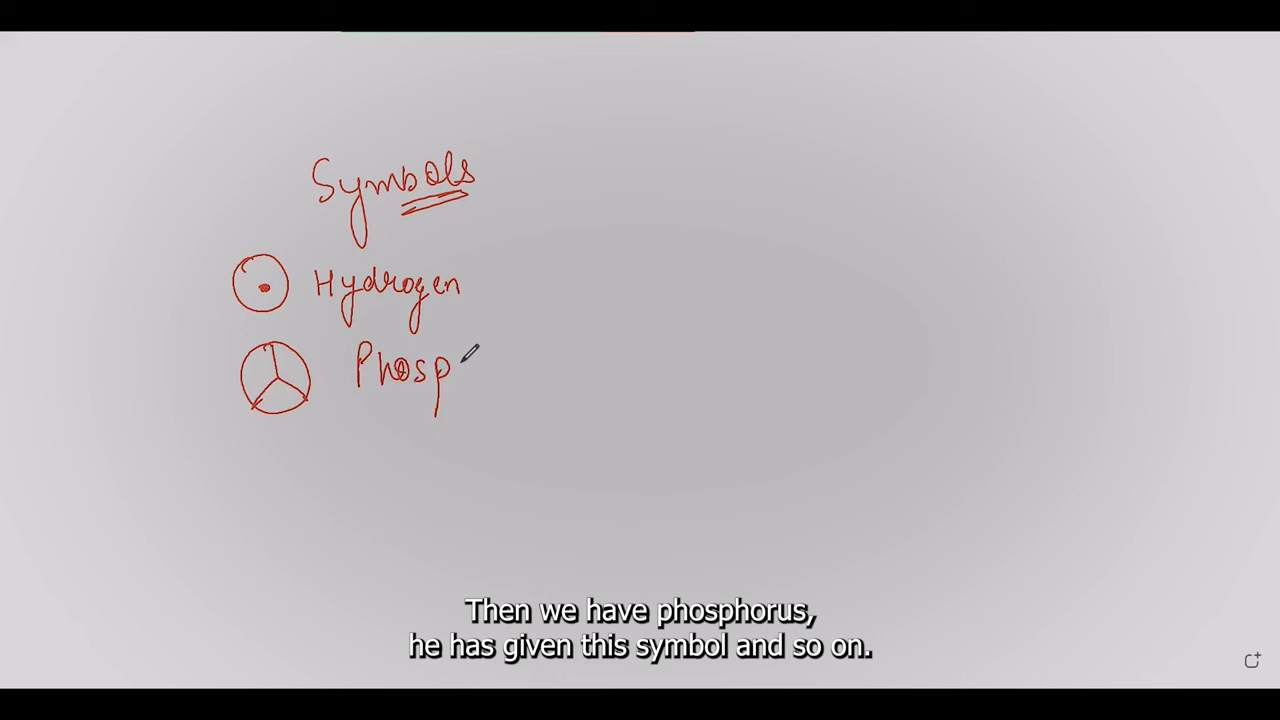 Symbols
Hydrogen
Phosp
Then we have phosphorus,
he has given this symbol and so on.